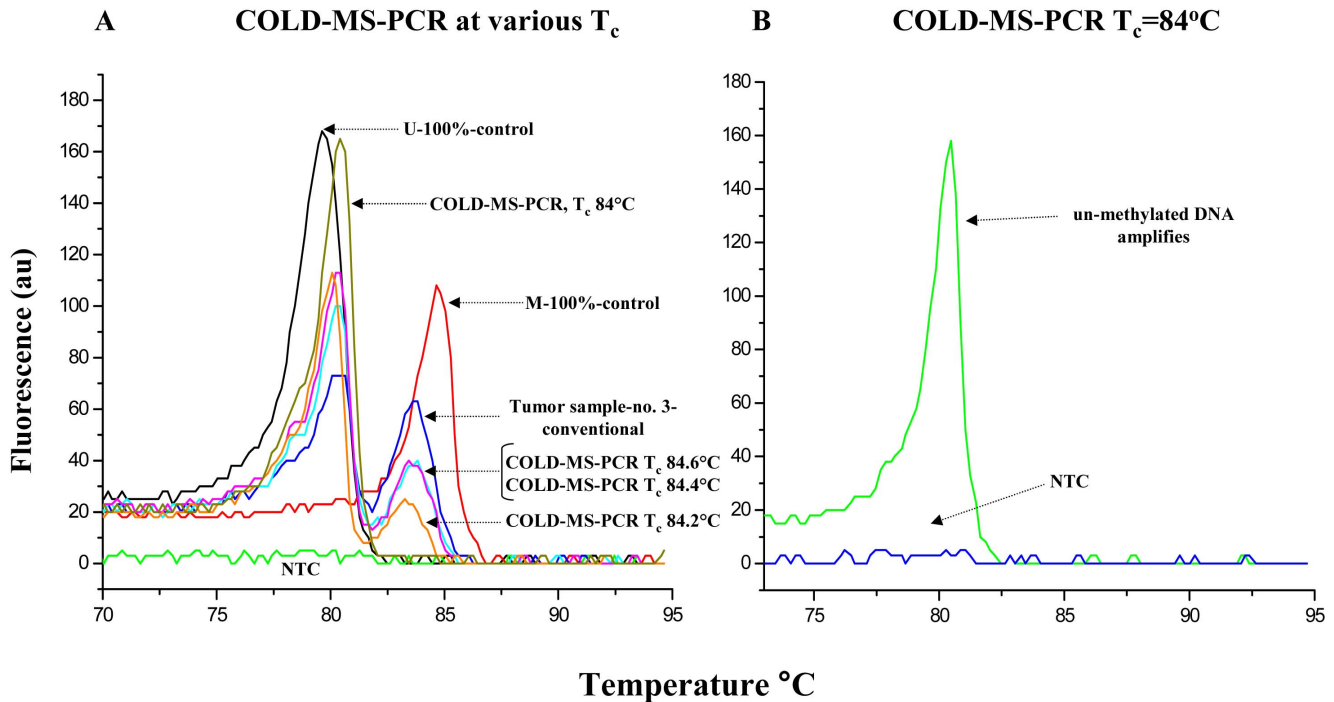 A
COLD-MS-PCR at various Tc
B
COLD-MS-PCR Tc=84ºC
Fluorescence (au)
180
160
140
120
100
80
60
40
20
0
70
75
80
85
90
95
U-100%-control
COLD-MS-PCR, Tc 84°C
M-100%-control
Tumor sample-no. 3-
conventional
COLD-MS-PCR Tc 84.6°C
COLD-MS-PCR Tc 84.4°C
COLD-MS-PCR Tc 84.2°C
NTC
180
160
140
120
100
80
60
40
20
0
75
80
85
90
95
un-methylated DNA
amplifies
NTC
Temperature °C